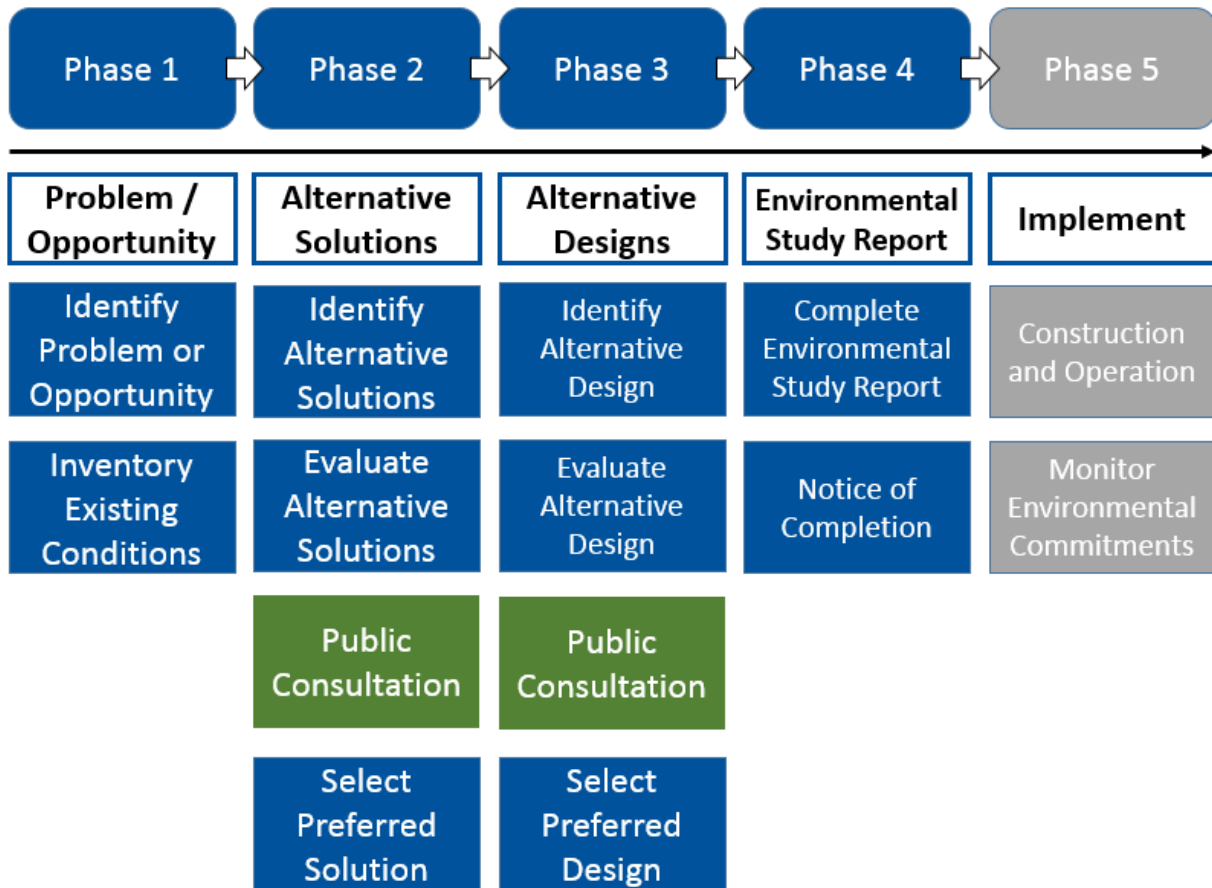 Phase 1
Phase 2
Phase 3
Phase 4
Phase 5
Problem /
Opportunity
Alternative
Solutions
Alternative
Designs
Environmental
Study Report
Implement
Identify
Problem or
Opportunity
Identify
Alternative
Solutions
Identify
Alternative
Design
Complete
Environmental
Study Report
Construction
and Operation
Inventory
Existing
Conditions
Evaluate
Alternative
Solutions
Evaluate
Alternative
Design
Notice of
Completion
Monitor
Environmental
Commitments
Public
Consultation
Public
Consultation
Select
Preferred
Solution
Select
Preferred
Design